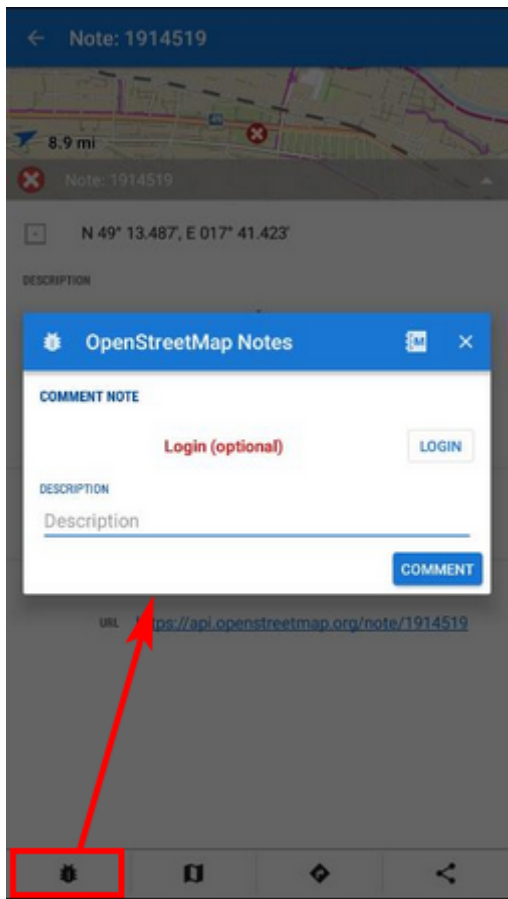 Note: 1914519
8.9 mi
Note: 1914519
N 49° 13.487', E 017° 41.423'
DESCRIPTION
OpenStreetMap Notes
COMMENT NOTE
Login (optional)
LOGIN
DESCRIPTION
Description
COMMENT
URL https://api.openstreetmap.org/note/1914519